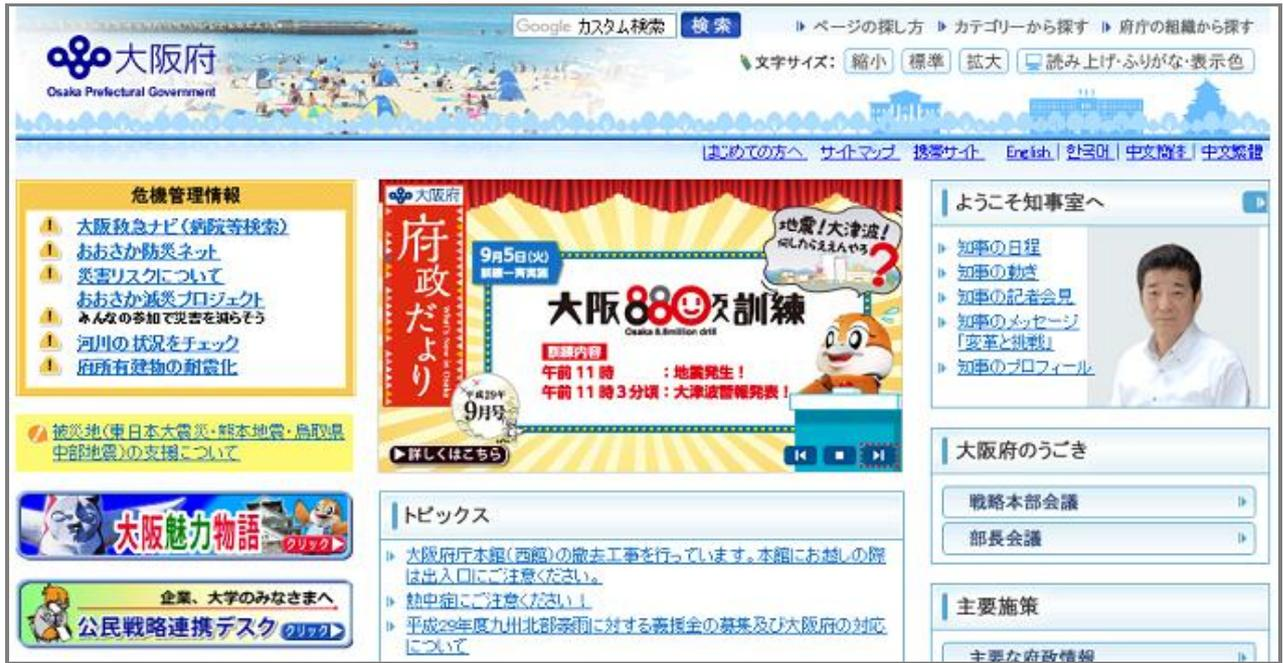 Google カスタム検索 検索 ページの探し方 カテゴリーから探す 府庁の組織から探す
大阪府
Osaka Prefectural Government
文字サイズ: 縮小 標準 拡大 読み上げ・ふりがな・表示色
はじめての方へ サイトマップ 携帯サイト English | 한국어 | 中文簡体 | 中文繁體
危機管理情報
大阪救急ナビ(病院等検索)
おおさか防災ネット
災害リスクについて
おおさか減災プロジェクト
みんなの参加で災害を減らそう
河川の状況をチェック
府所有建物の耐震化
被災地(東日本大震災・熊本地震・鳥取県
中部地震)の支援について
大阪魅力物語 クリック
企業、大学のみなさまへ
公民戦略連携デスク クリック
大阪府
府政だより
平成29年
9月号
▶詳しくはこちら
9月5日(火)
訓練一斉実施
地震!大津波!
何したらええんやろ?
大阪880万人訓練
Osaka 8.8million drill
訓練内容
午前11時 :地震発生!
午前11時3分頃:大津波警報発表!
トピックス
大阪府庁本館(西館)の撤去工事を行っています。本館にお越しの際
は出入口にご注意ください。
熱中症にご注意ください!
平成29年度九州北部豪雨に対する義援金の募集及び大阪府の対応
について
ようこそ知事室へ
知事の日程
知事の動き
知事の記者会見
知事のメッセージ
「変革と挑戦」
知事のプロフィール
大阪府のうごき
戦略本部会議
部長会議
主要施策
主要な府政情報